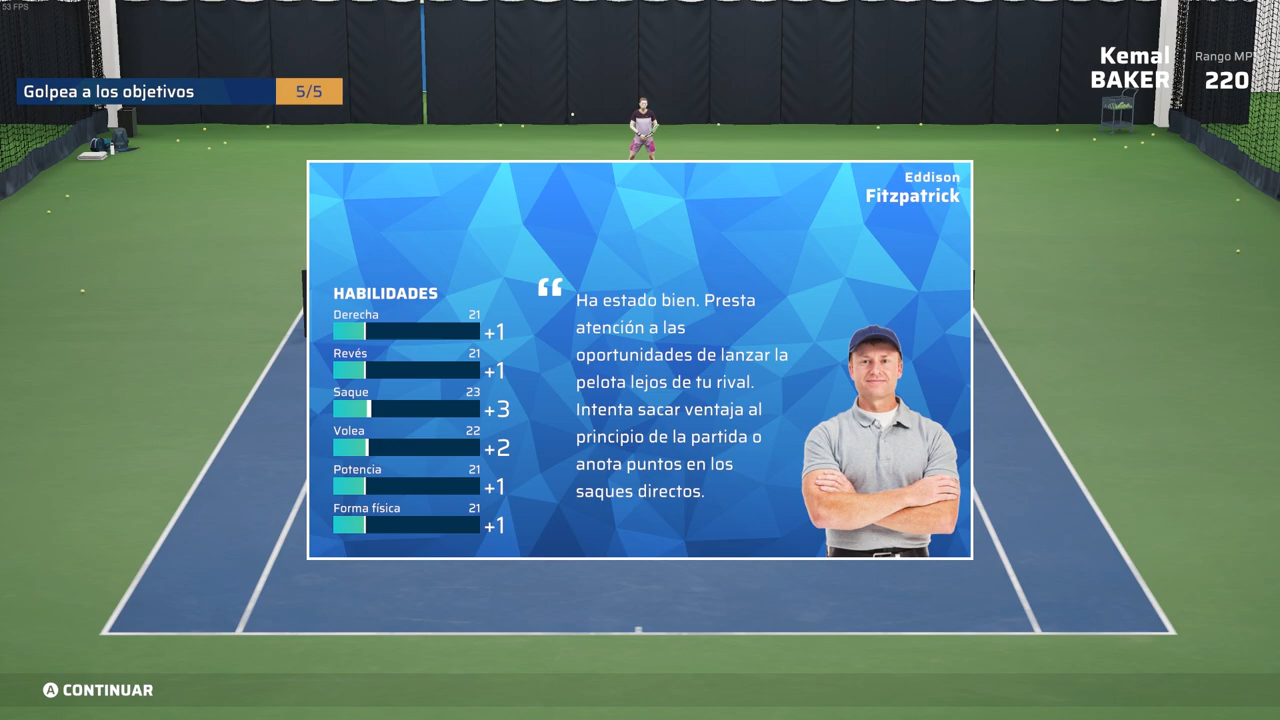 53 FPS
Golpea a los objetivos 5/5
Kemal
BAKER
Rango MP
220
Eddison
Fitzpatrick
HABILIDADES
Derecha 21
+1
Revés 21
+1
Saque 23
+3
Volea 22
+2
Potencia 21
+1
Forma física 21
+1
“
Ha estado bien. Presta
atención a las
oportunidades de lanzar la
pelota lejos de tu rival.
Intenta sacar ventaja al
principio de la partida o
anota puntos en los
saques directos.
A CONTINUAR